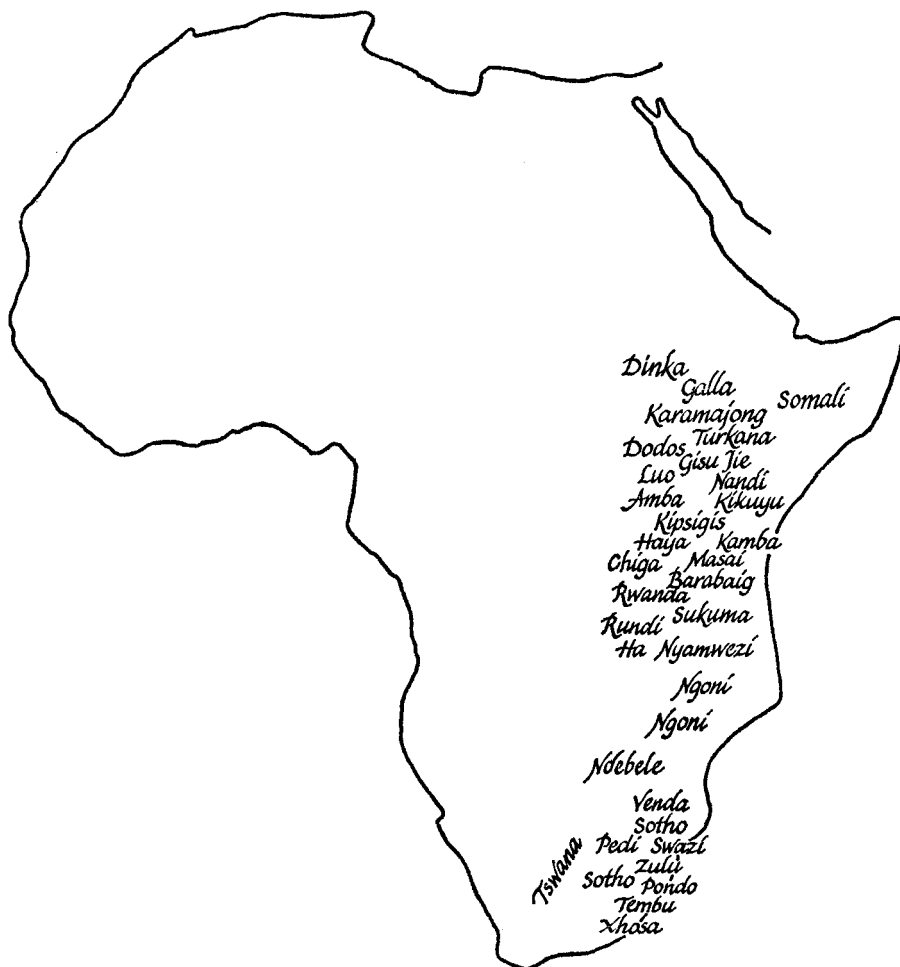 Dinka
Galla
Somali
Karamajong
Turkana
Dodos
Gisu Jie
Luo
Nandi
Amba
Kikuyu
Kipsigis
Haya
Kamba
Chiga
Masai
Barabaig
Rwanda
Sukuma
Rundi
Ha Nyamwezi
Ngoni
Ngoni
Ndebele
Venda
Sotho
Pedi Swazi
Tswana
Zulu
Sotho Pondo
Tembu
Xhosa